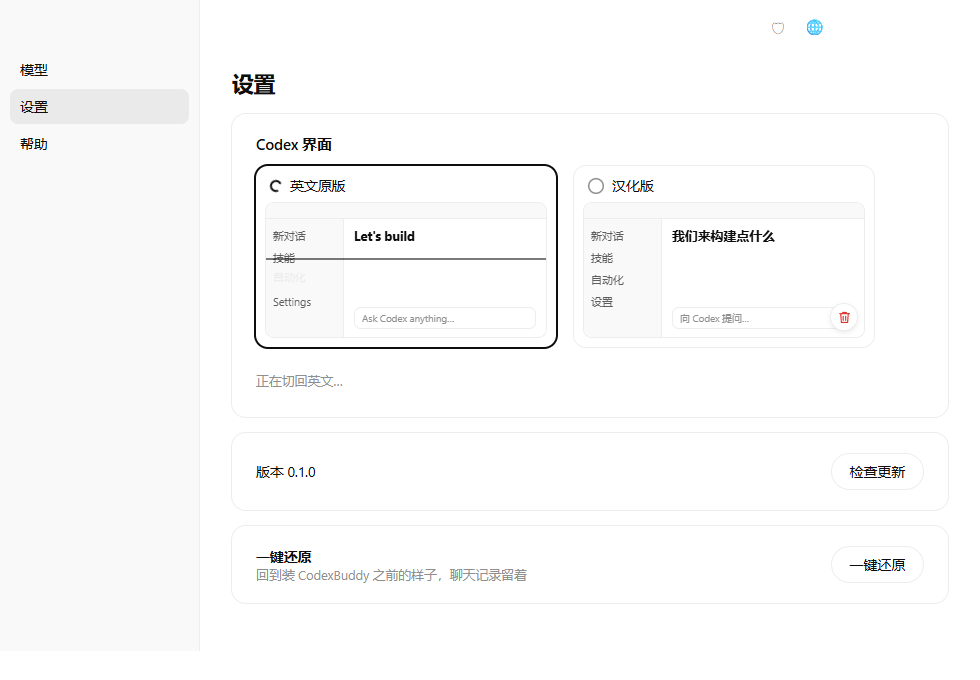 模型
设置
帮助
设置
Codex 界面
英文原版
新对话
技能
自动化
Settings
Let's build
Ask Codex anything...
汉化版
新对话
技能
自动化
设置
我们来构建点什么
向 Codex 提问...
正在切回英文...
版本 0.1.0
检查更新
一键还原
回到装 CodexBuddy 之前的样子，聊天记录留着
一键还原